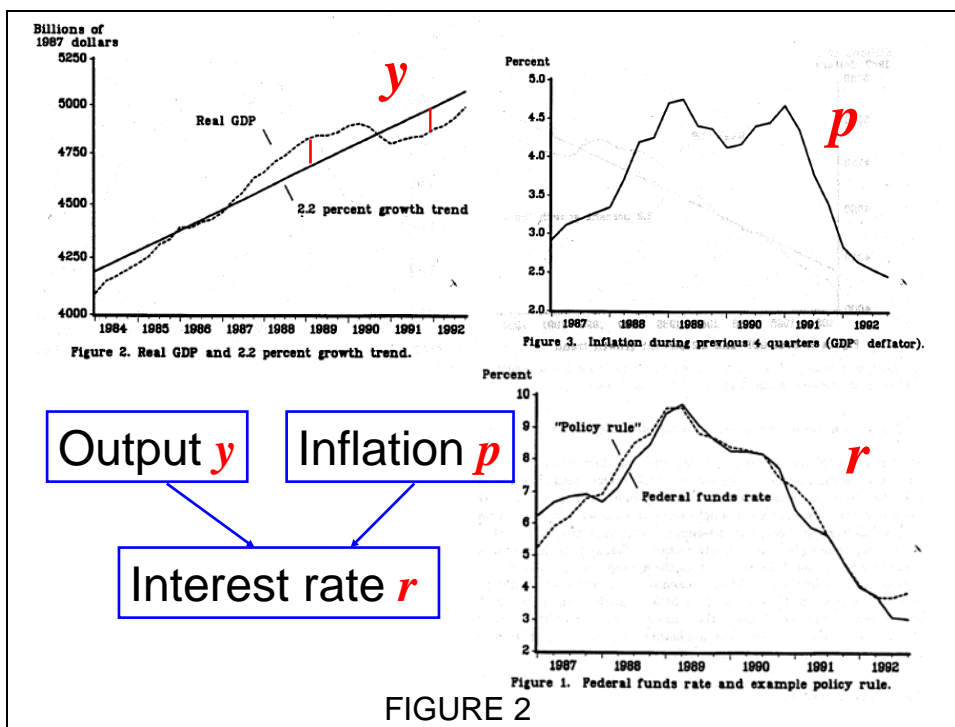 Billions of
1987 dollars
5250
5000
4750
4500
4250
4000
y
Real GDP
2.2 percent growth trend
1984 1985 1986 1987 1988 1989 1990 1991 1992
Figure 2. Real GDP and 2.2 percent growth trend.
Percent
5.0
4.5
4.0
3.5
3.0
2.5
2.0
p
1987 1988 1989 1990 1991 1992
Figure 3. Inflation during previous 4 quarters (GDP deflator).
Output y
Inflation p
Interest rate r
Percent
10
9
8
7
6
5
4
3
2
"Policy rule"
r
Federal funds rate
1987 1988 1989 1990 1991 1992
Figure 1. Federal funds rate and example policy rule.
FIGURE 2